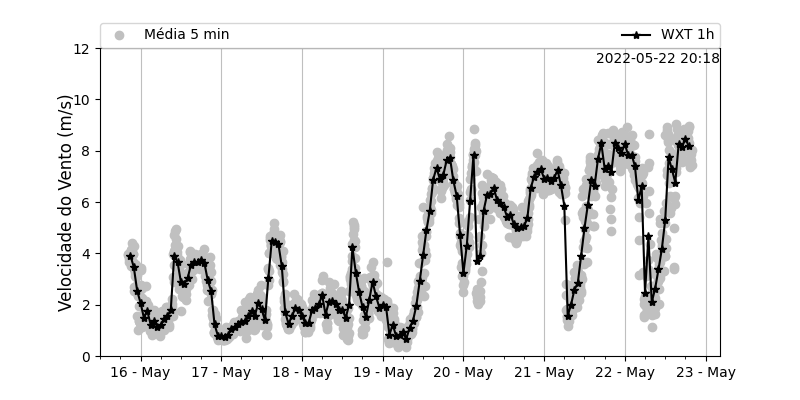 Média 5 min
WXT 1h
2022-05-22 20:18
Velocidade do Vento (m/s)
12
10
8
6
4
2
0
16 - May 17 - May 18 - May 19 - May 20 - May 21 - May 22 - May 23 - May